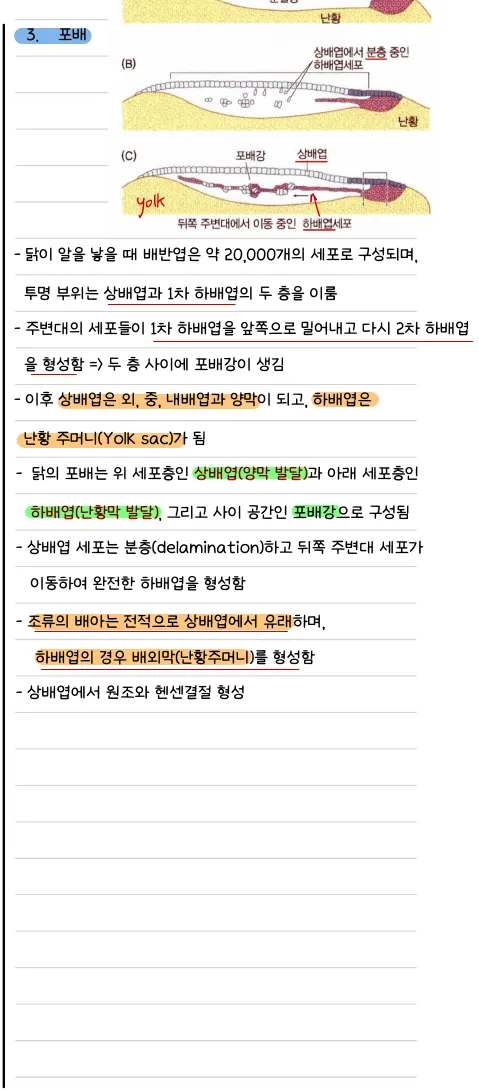 난황
3. 포배
상배엽에서 분층 중인
하배엽세포
(B)
난황
(C)
포배강
상배엽
yolk
뒤쪽 주변대에서 이동 중인 하배엽세포
- 닭이 알을 낳을 때 배반엽은 약 20,000개의 세포로 구성되며,
투명 부위는 상배엽과 1차 하배엽의 두 층을 이룸
- 주변대의 세포들이 1차 하배엽을 앞쪽으로 밀어내고 다시 2차 하배엽
을 형성함 => 두 층 사이에 포배강이 생김
- 이후 상배엽은 외, 중, 내배엽과 양막이 되고, 하배엽은
난황 주머니(Yolk sac)가 됨
- 닭의 포배는 위 세포층인 상배엽(양막 발달)과 아래 세포층인
하배엽(난황막 발달), 그리고 사이 공간인 포배강으로 구성됨
- 상배엽 세포는 분층(delamination)하고 뒤쪽 주변대 세포가
이동하여 완전한 하배엽을 형성함
- 조류의 배아는 전적으로 상배엽에서 유래하며,
하배엽의 경우 배외막(난황주머니)를 형성함
- 상배엽에서 원조와 헨센결절 형성